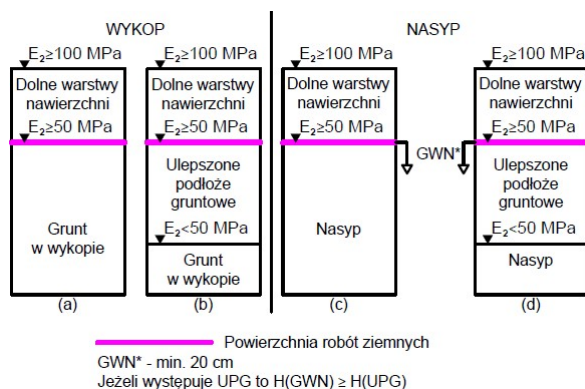 WYKOP
NASYP
E₂≥100 MPa
E₂≥100 MPa
E₂≥100 MPa
E₂≥100 MPa
Dolne warstwy
nawierzchni
Dolne warstwy
nawierzchni
Dolne warstwy
nawierzchni
Dolne warstwy
nawierzchni
E₂≥50 MPa
E₂≥50 MPa
E₂≥50 MPa
E₂≥50 MPa
GWN*
Grunt
w wykopie
Ulepszone
podłoże
gruntowe
E₂<50 MPa
Grunt
w wykopie
Nasyp
Ulepszone
podłoże
gruntowe
E₂<50 MPa
Nasyp
(a)
(b)
(c)
(d)
Powierzchnia robót ziemnych
GWN* - min. 20 cm
Jeżeli występuje UPG to H(GWN) ≥ H(UPG)